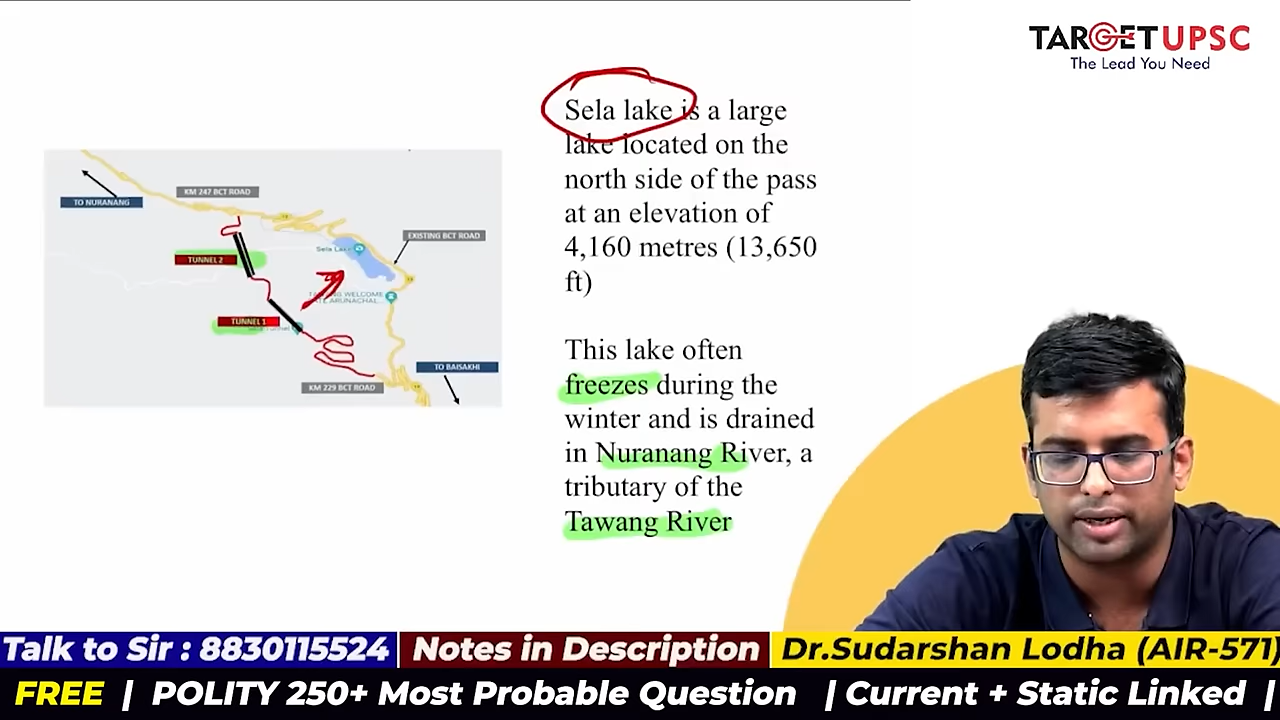 TARGETUPSC
The Lead You Need
Sela lake is a large
lake located on the
north side of the pass
at an elevation of
4,160 metres (13,650
ft)
This lake often
freezes during the
winter and is drained
in Nuranang River, a
tributary of the
Tawang River
KM 247 BCT ROAD
TO NURANANG
EXISTING BCT ROAD
Sela Lake
TUNNEL 2
WELCOME
ARUNACHAL...
TUNNEL 1
TO BAISAKHI
KM 229 BCT ROAD
Talk to Sir : 8830115524
Notes in Description
Dr.Sudarshan Lodha (AIR-571)
FREE | POLITY 250+ Most Probable Question | Current + Static Linked |